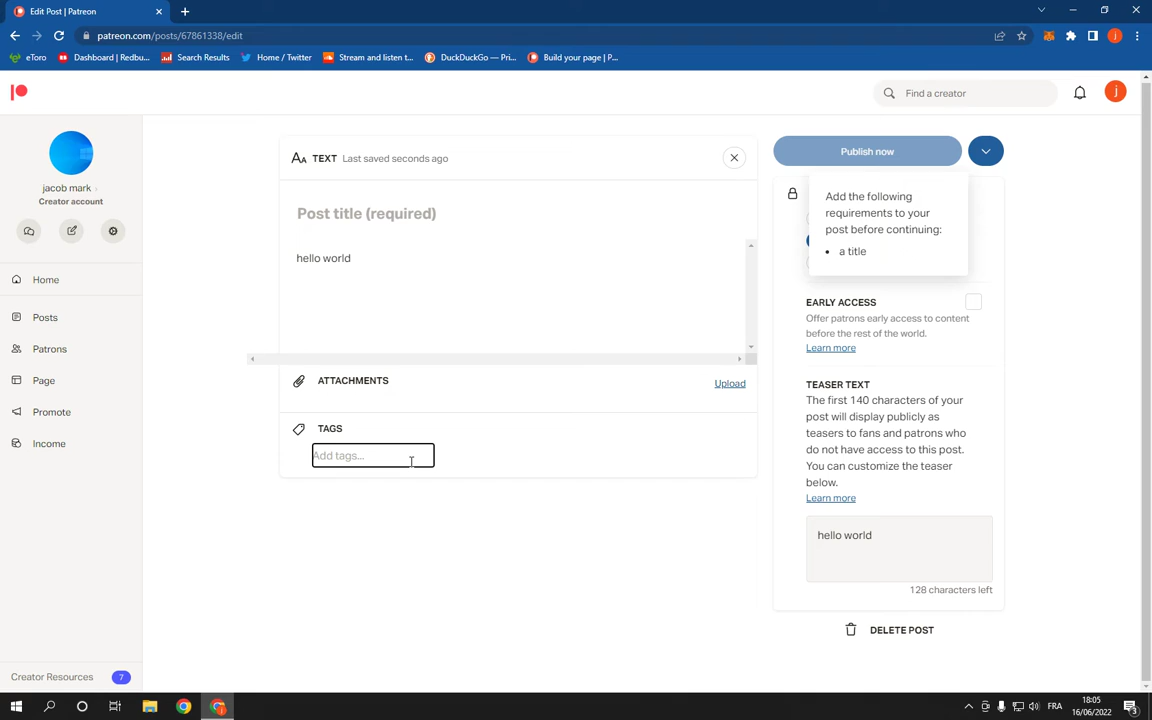 Edit Post | Patreon
patreon.com/posts/67861338/edit
eToro
Dashboard | Redbu...
Search Results
Home / Twitter
Stream and listen t...
DuckDuckGo — Pri...
Build your page | P...
Find a creator
j
jacob mark
Creator account
Home
Posts
Patrons
Page
Promote
Income
Creator Resources
7
AA TEXT Last saved seconds ago
Post title (required)
hello world
ATTACHMENTS
Upload
TAGS
Add tags...
Publish now
Add the following
requirements to your
post before continuing:
• a title
EARLY ACCESS
Offer patrons early access to content
before the rest of the world.
Learn more
TEASER TEXT
The first 140 characters of your
post will display publicly as
teasers to fans and patrons who
do not have access to this post.
You can customize the teaser
below.
Learn more
hello world
128 characters left
DELETE POST
FRA
18:05
16/06/2022
3